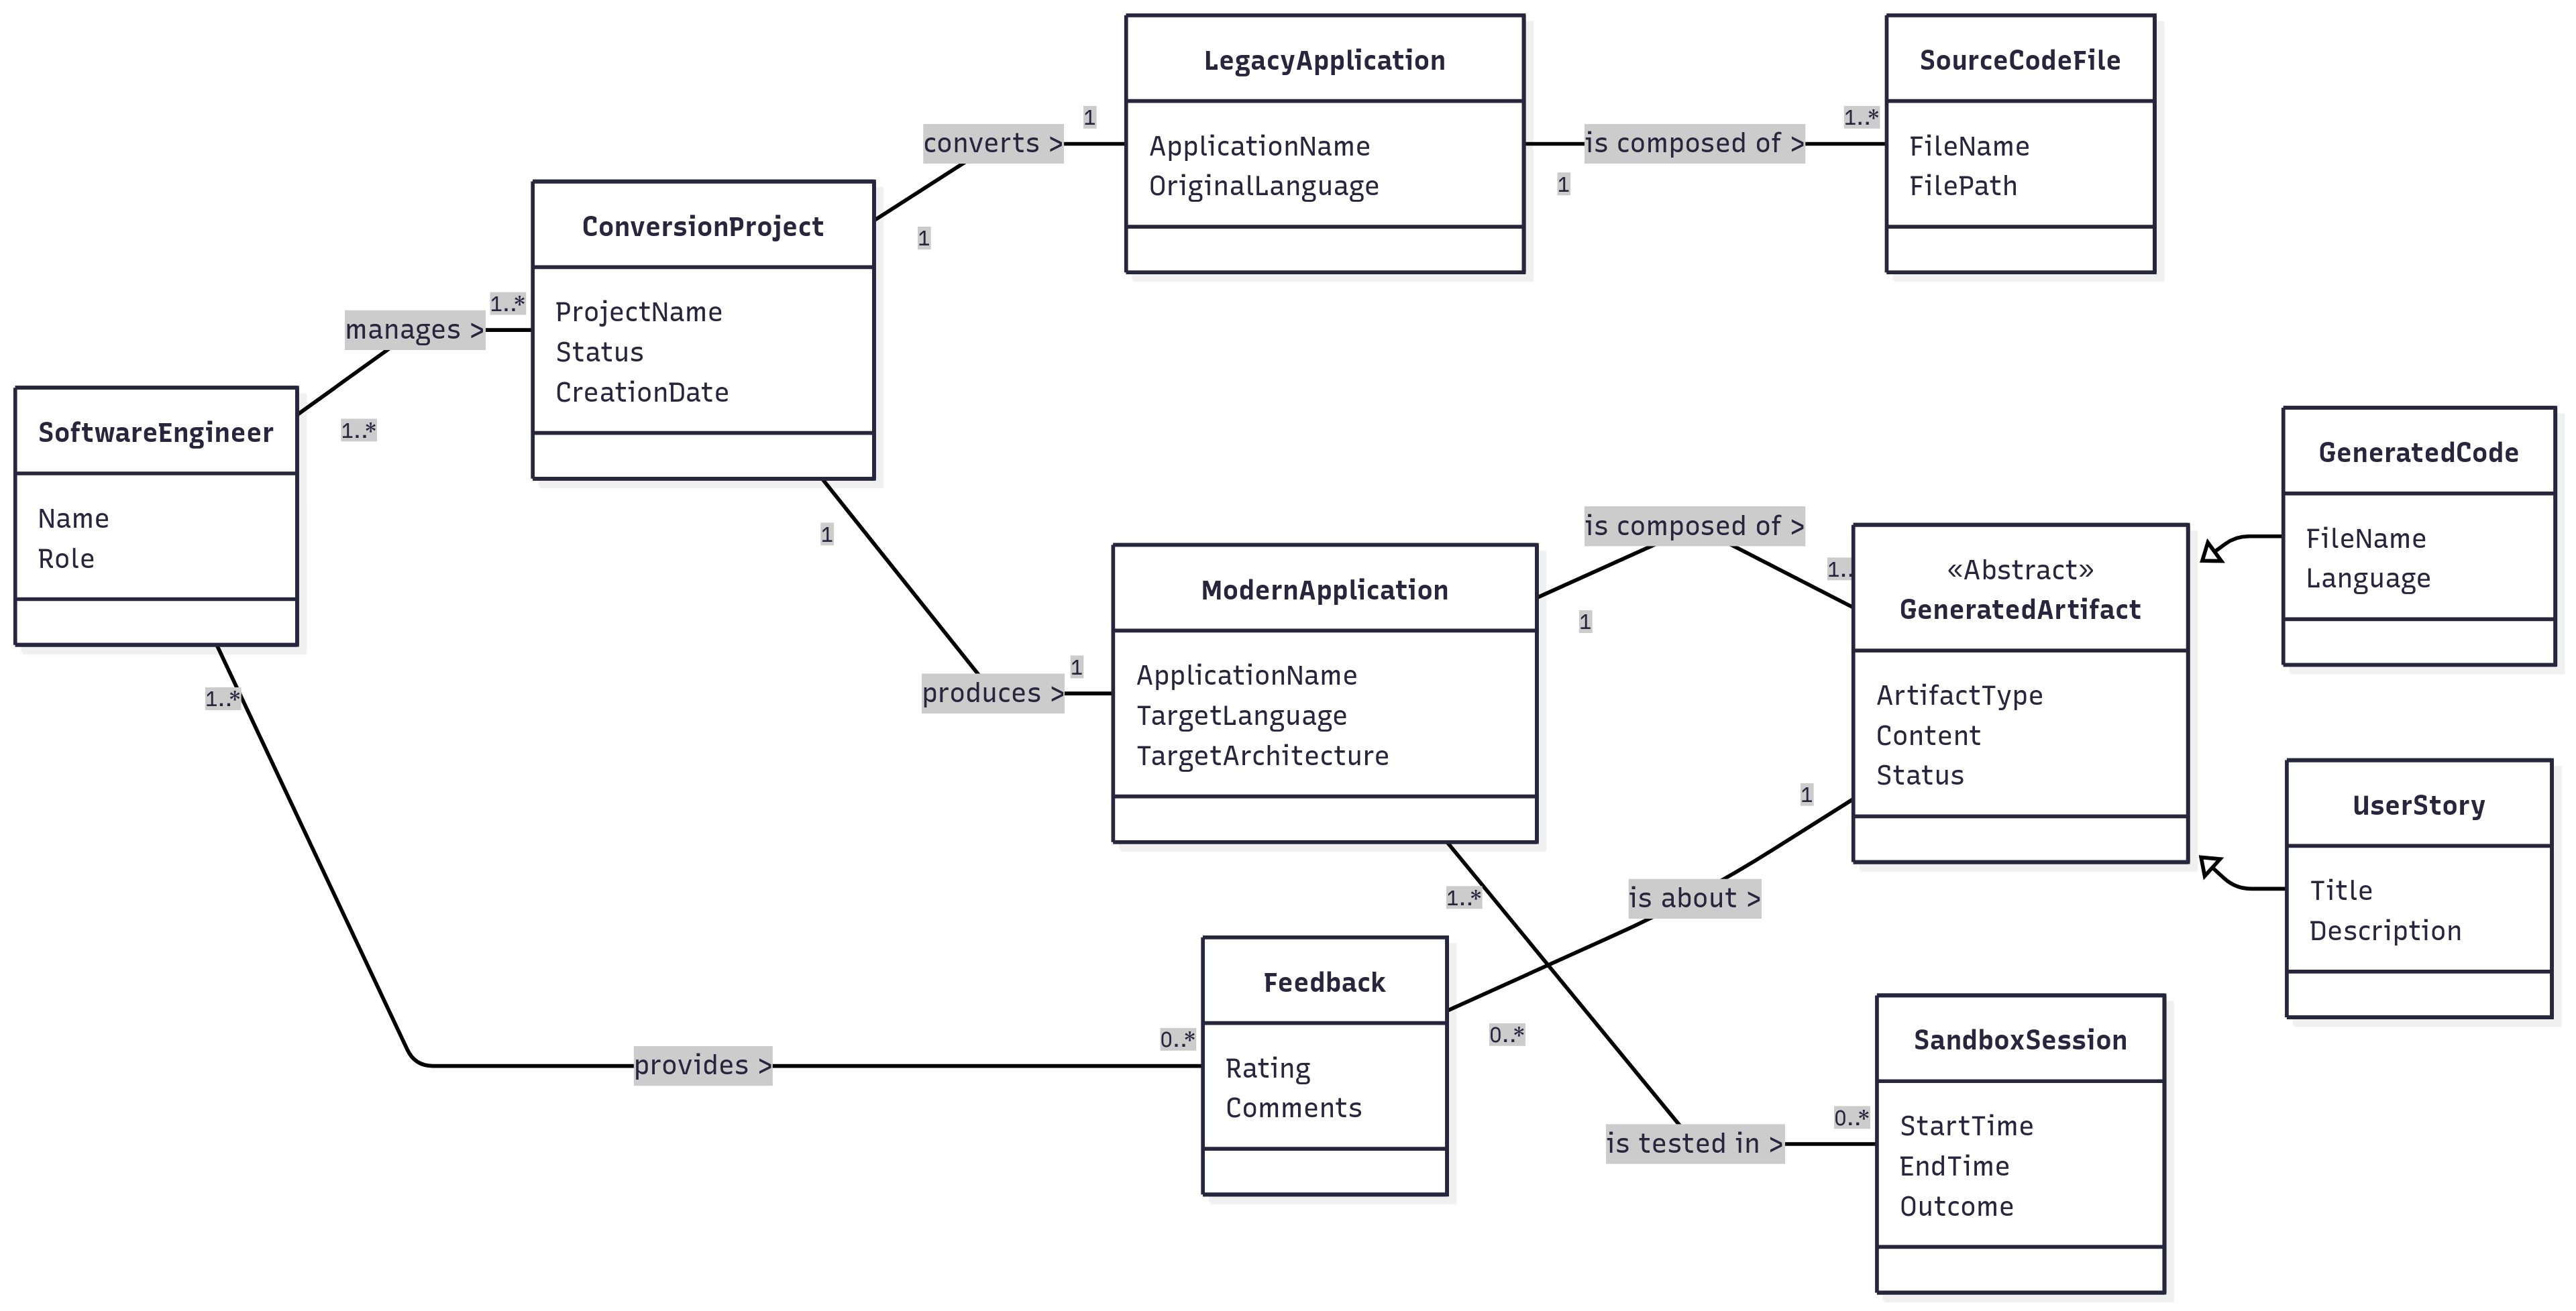 LegacyApplication
ApplicationName
OriginalLanguage
SourceCodeFile
FileName
FilePath
converts >
1
1
is composed of >
1
1..*
ConversionProject
ProjectName
Status
CreationDate
manages >
1..*
1..*
SoftwareEngineer
Name
Role
GeneratedCode
FileName
Language
is composed of >
1
1..
«Abstract»
GeneratedArtifact
ArtifactType
Content
Status
ModernApplication
ApplicationName
TargetLanguage
TargetArchitecture
1
produces >
1
1..*
UserStory
Title
Description
1
is about >
0..*
1..*
Feedback
Rating
Comments
0..*
provides >
SandboxSession
StartTime
EndTime
Outcome
is tested in >
0..*